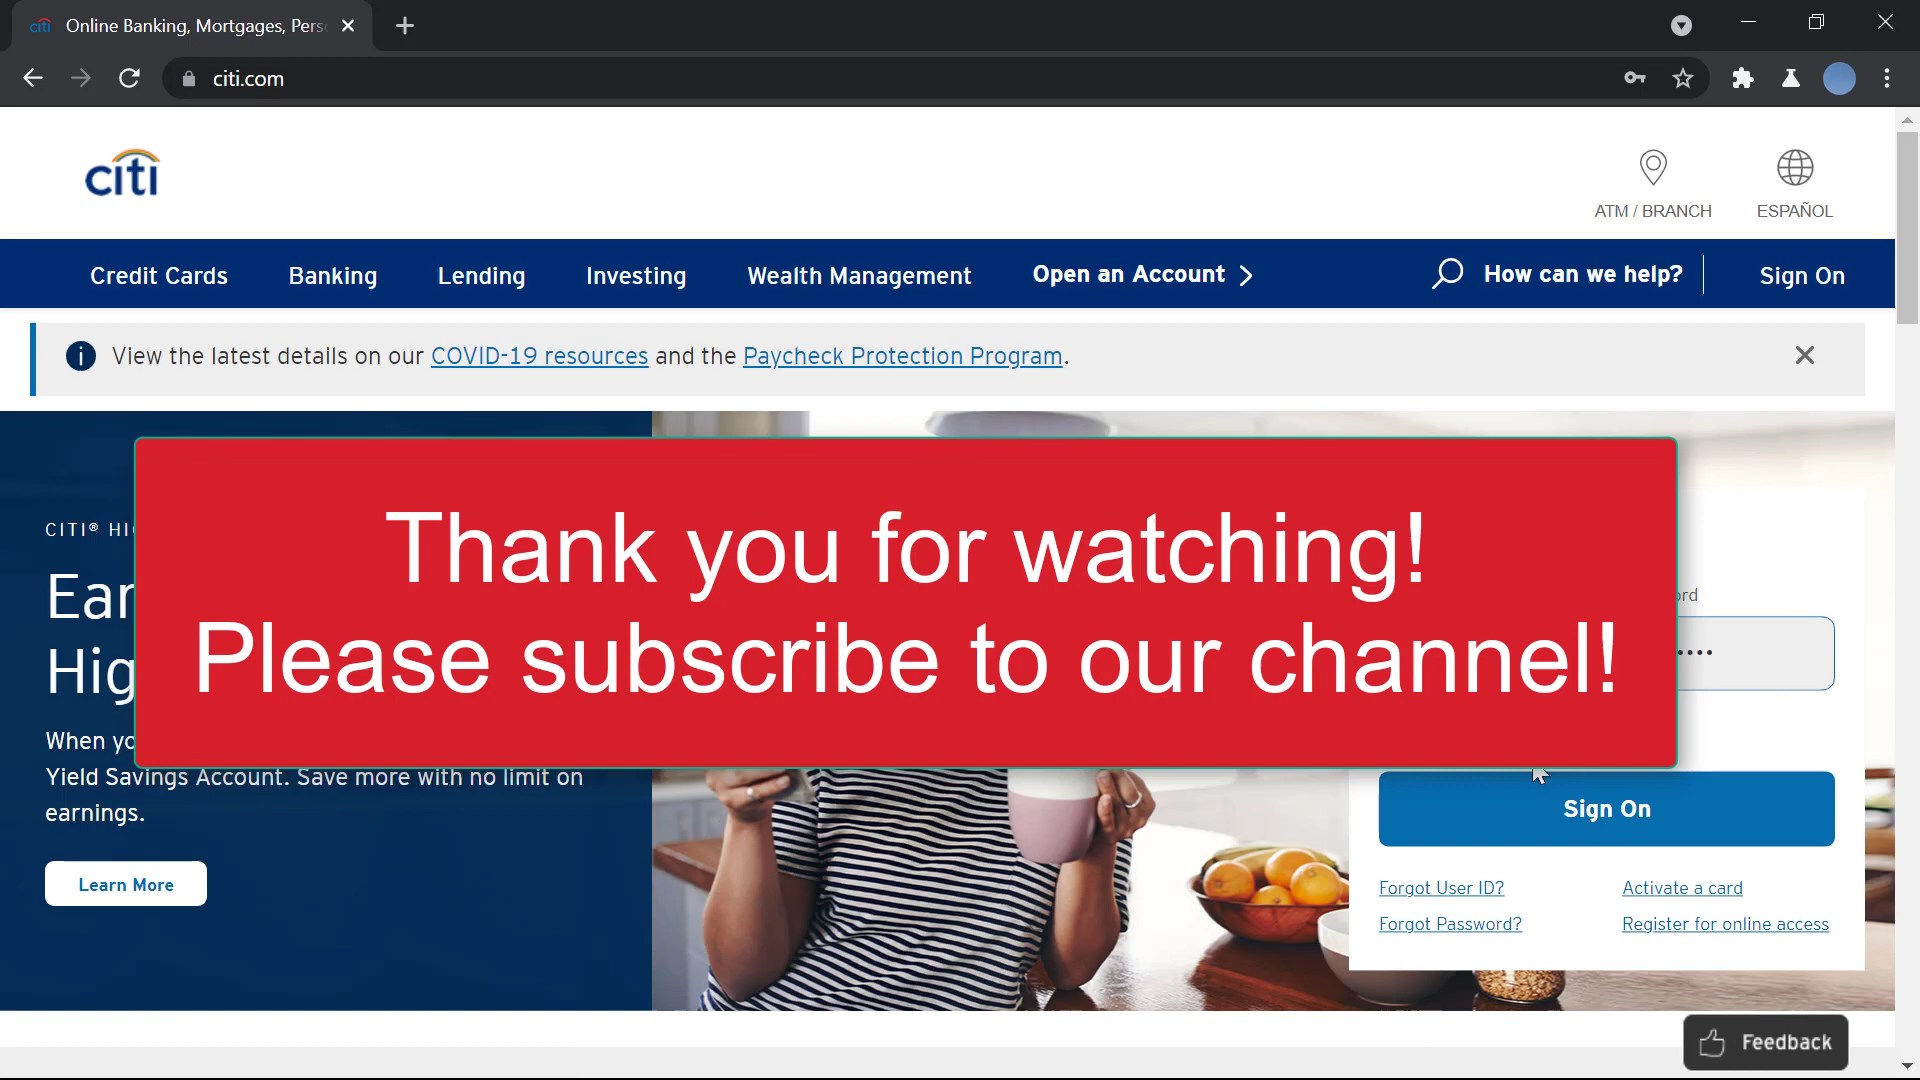 citi Online Banking, Mortgages, Pers
citi.com
citi
ATM / BRANCH
ESPAÑOL
Credit Cards
Banking
Lending
Investing
Wealth Management
Open an Account
How can we help?
Sign On
View the latest details on our COVID-19 resources and the Paycheck Protection Program.
CITI® HI
Ear
Hig
When yo
Yield Savings Account. Save more with no limit on
earnings.
Learn More
Thank you for watching!
Please subscribe to our channel!
ord
Sign On
Forgot User ID?
Activate a card
Forgot Password?
Register for online access
Feedback